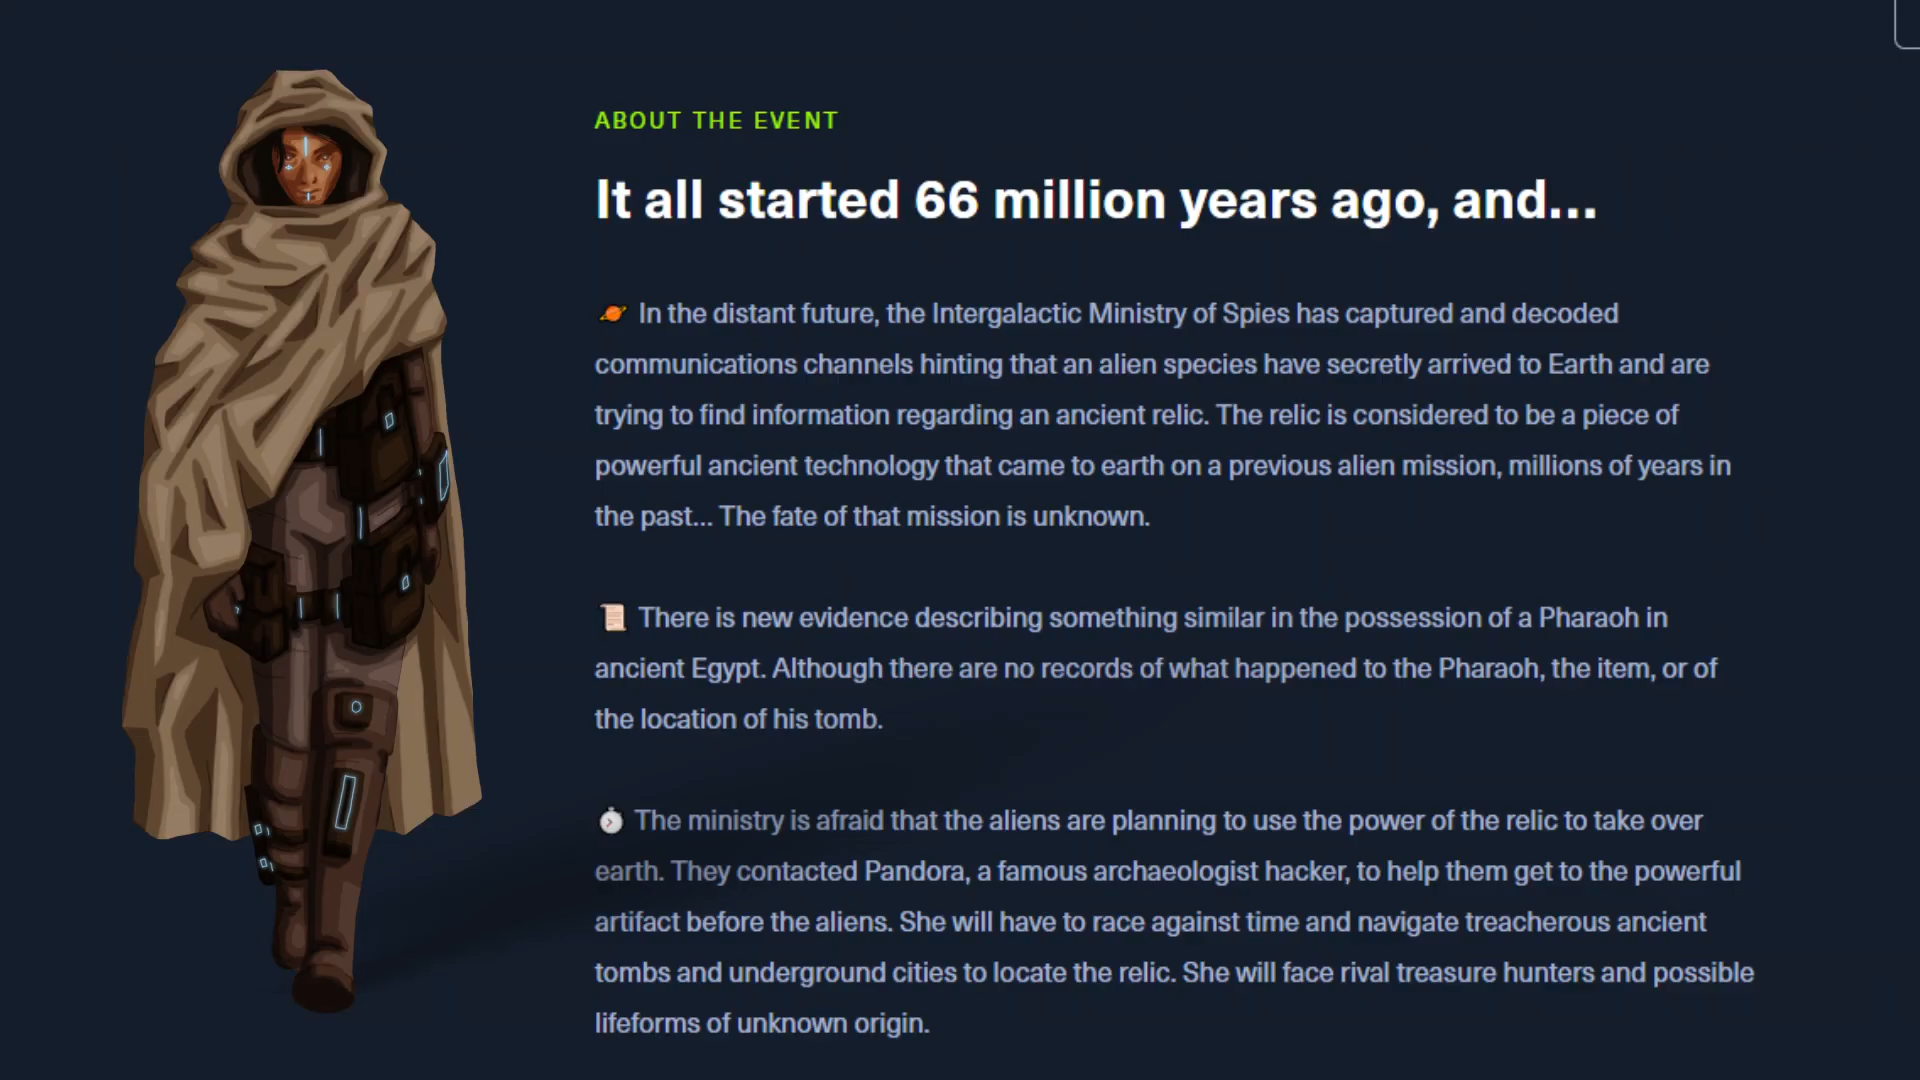 ABOUT THE EVENT
It all started 66 million years ago, and...
🪐 In the distant future, the Intergalactic Ministry of Spies has captured and decoded
communications channels hinting that an alien species have secretly arrived to Earth and are
trying to find information regarding an ancient relic. The relic is considered to be a piece of
powerful ancient technology that came to earth on a previous alien mission, millions of years in
the past... The fate of that mission is unknown.
📜 There is new evidence describing something similar in the possession of a Pharaoh in
ancient Egypt. Although there are no records of what happened to the Pharaoh, the item, or of
the location of his tomb.
⏱ The ministry is afraid that the aliens are planning to use the power of the relic to take over
earth. They contacted Pandora, a famous archaeologist hacker, to help them get to the powerful
artifact before the aliens. She will have to race against time and navigate treacherous ancient
tombs and underground cities to locate the relic. She will face rival treasure hunters and possible
lifeforms of unknown origin.